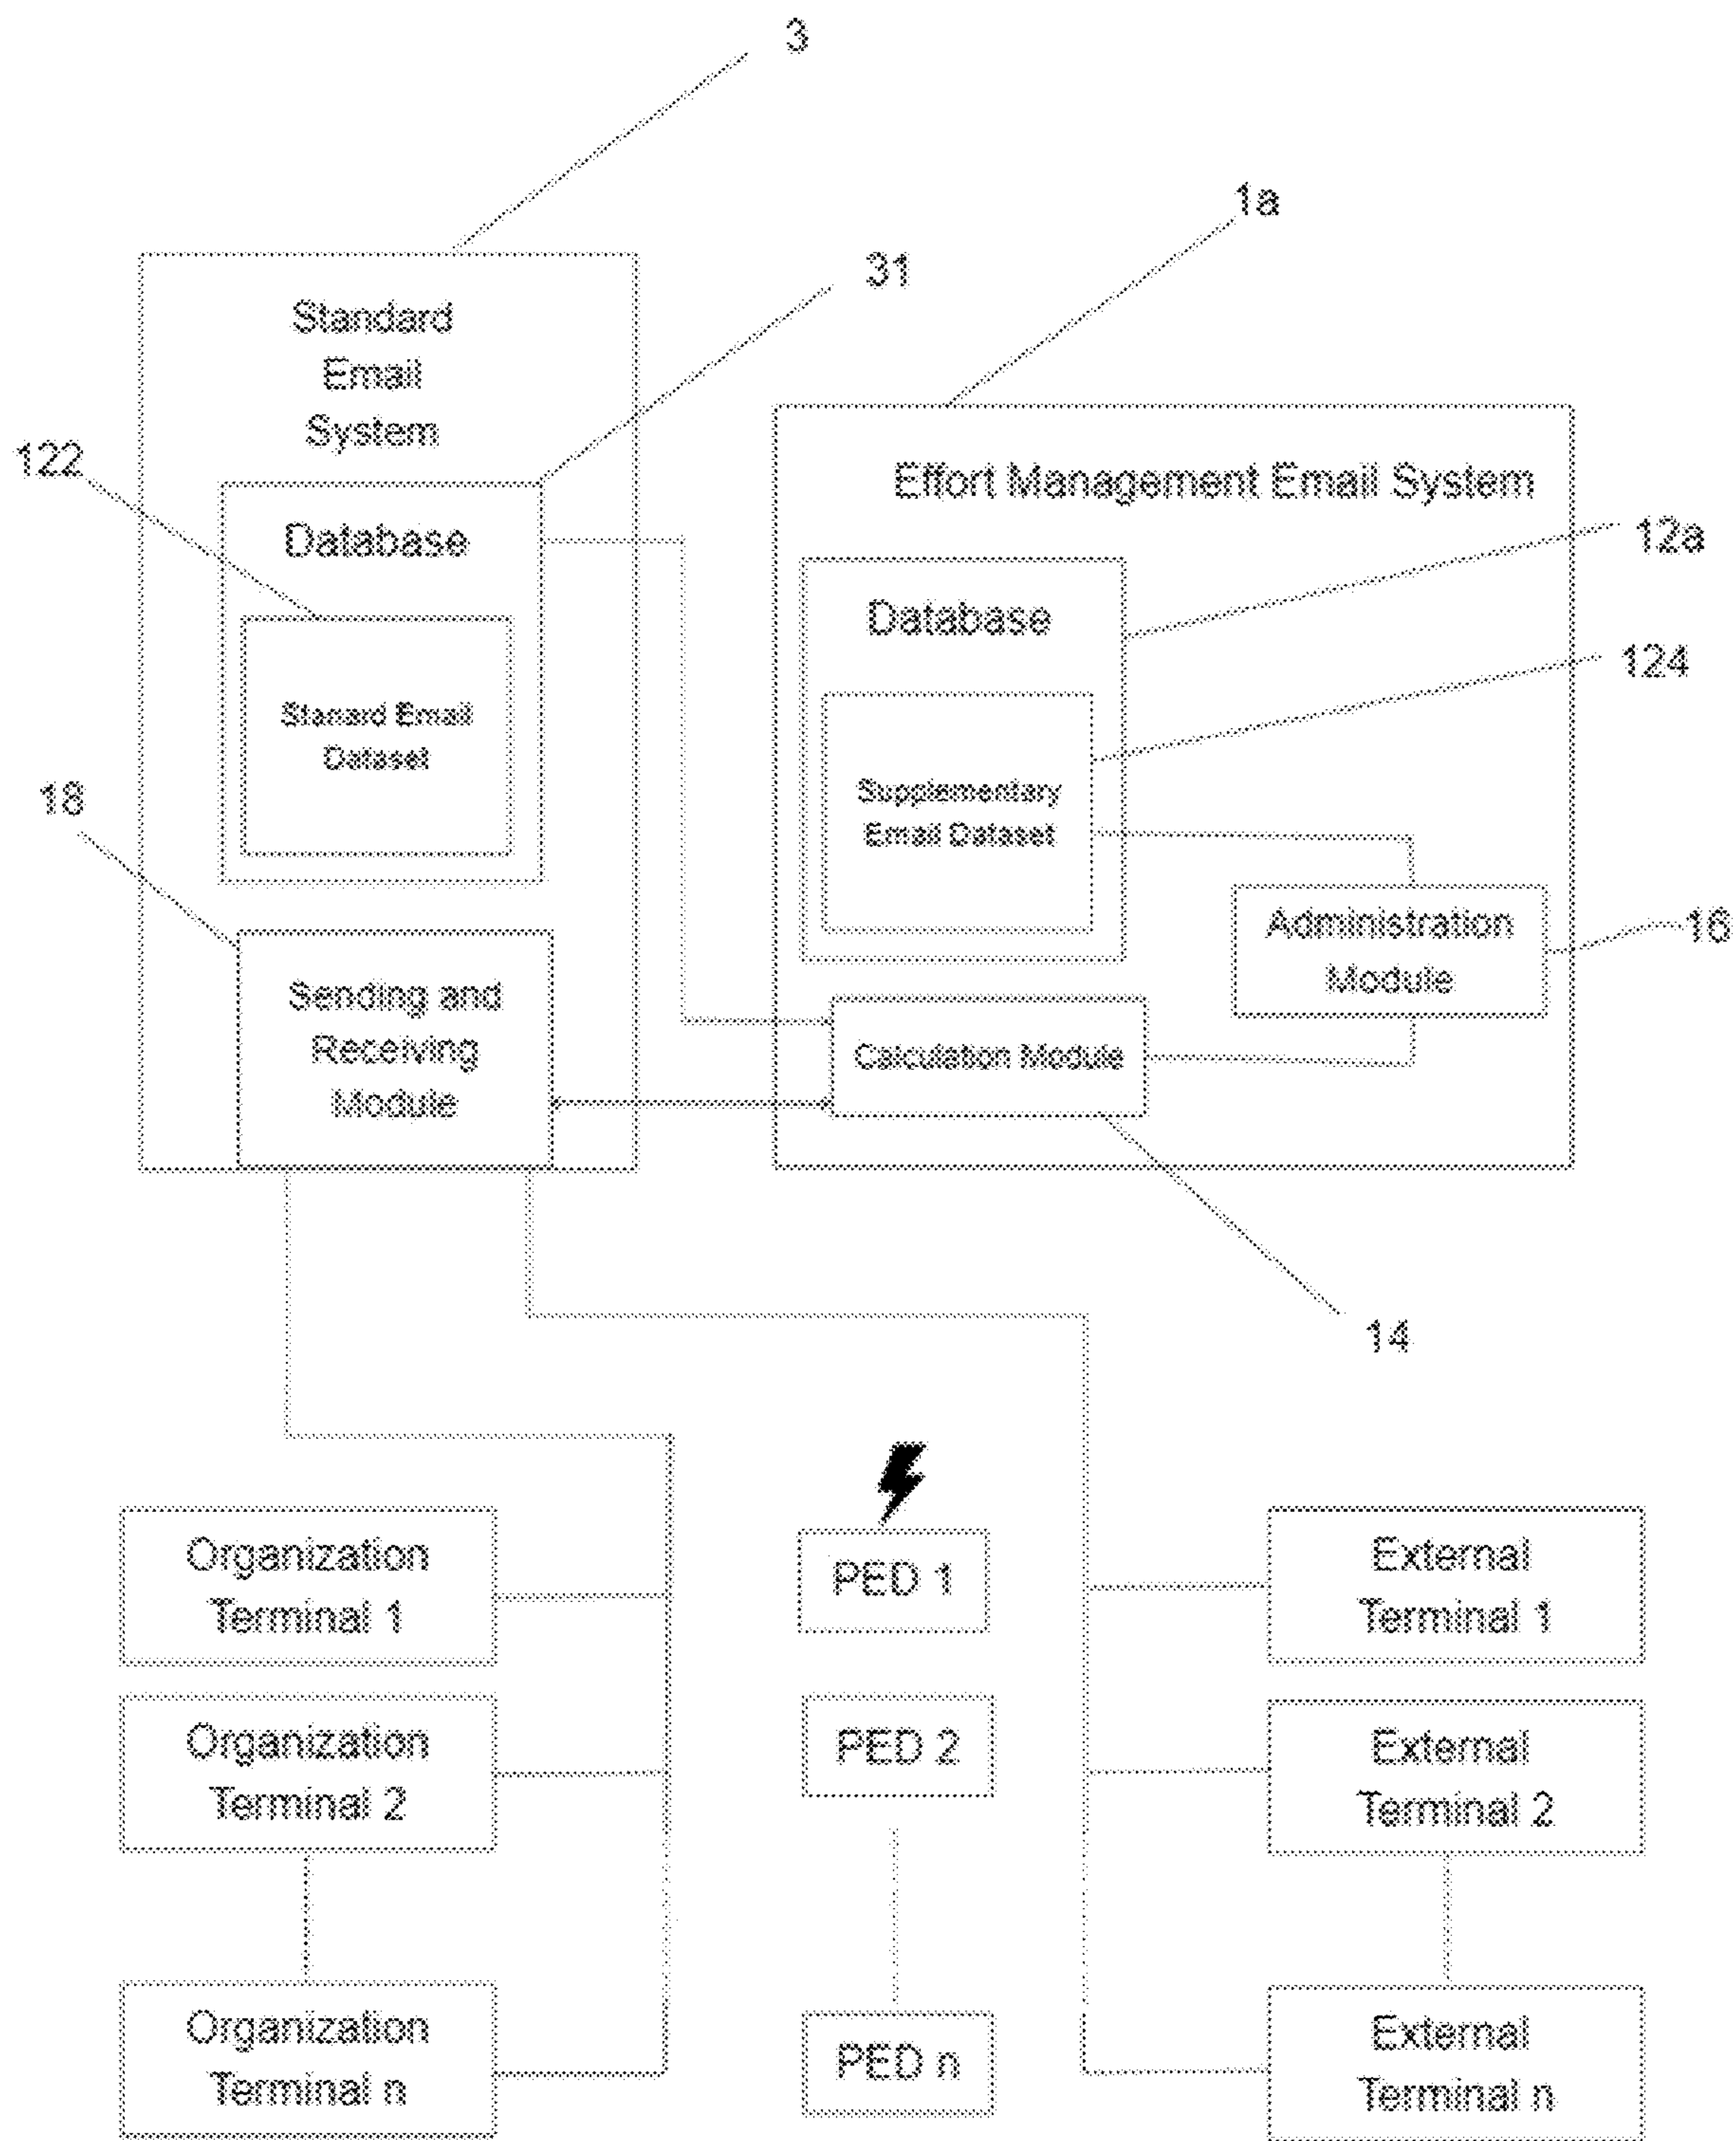 3
1a
31
Standard
Email
System
122
Effort Management Email System
Database
12a
Database
124
Stanard Email
Dataset
18
Supplementary
Email Dataset
Administration
Module
16
Sending and
Receiving
Module
Calculation Module
14
Organization
Terminal 1
PED 1
External
Terminal 1
Organization
Terminal 2
PED 2
External
Terminal 2
Organization
Terminal n
PED n
External
Terminal n